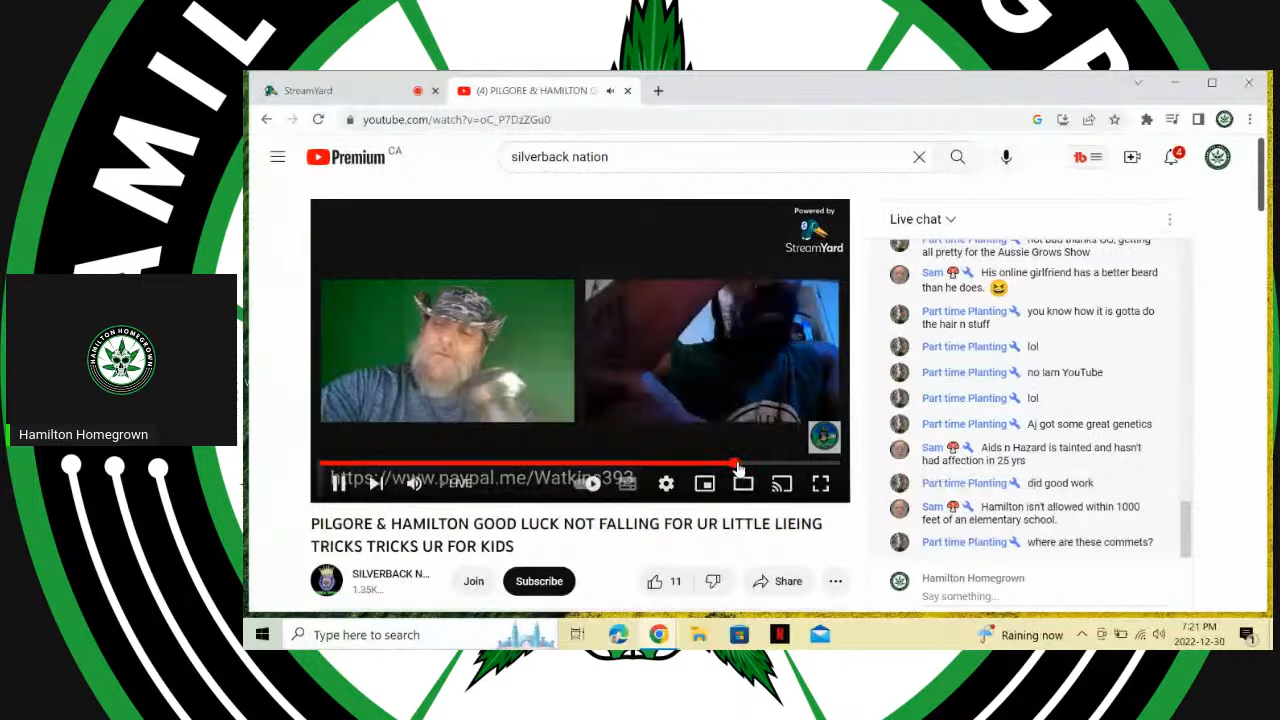 StreamYard
(4) PILGORE & HAMILTON G
youtube.com/watch?v=oC_P7DzZGu0
Premium CA
silverback nation
4
Powered by
StreamYard
https://www.paypal.me/Watkins393
LIVE
Live chat
Part time Planting not bad thanks OG, getting
all pretty for the Aussie Grows Show
Sam His online girlfriend has a better beard
than he does. 😆
Part time Planting you know how it is gotta do
the hair n stuff
Part time Planting lol
Part time Planting no Iam YouTube
Part time Planting lol
Part time Planting Aj got some great genetics
Sam Aids n Hazard is tainted and hasn't
had affection in 25 yrs
Part time Planting did good work
Sam Hamilton isn't allowed within 1000
feet of an elementary school.
Part time Planting where are these commets?
Hamilton Homegrown
Say something...
PILGORE & HAMILTON GOOD LUCK NOT FALLING FOR UR LITTLE LIEING
TRICKS TRICKS UR FOR KIDS
SILVERBACK N...
1.35K...
Join
Subscribe
11
Share
HAMILTON HOMEGROWN
Hamilton Homegrown
Type here to search
Raining now
7:21 PM
2022-12-30
1